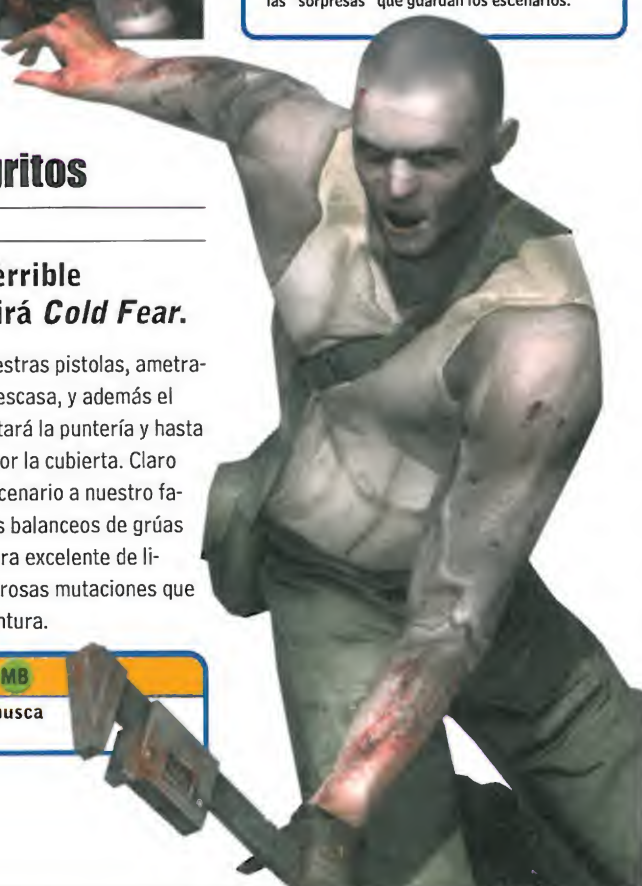 las "sorpresas" que guardan los escenarios.
ritos
errible
irá Cold Fear.
estras pistolas, ametra-
escasa, y además el
tará la puntería y hasta
or la cubierta. Claro
cenario a nuestro fa-
s balanceos de grúas
ra excelente de li-
rosas mutaciones que
ntura.
MB
usca